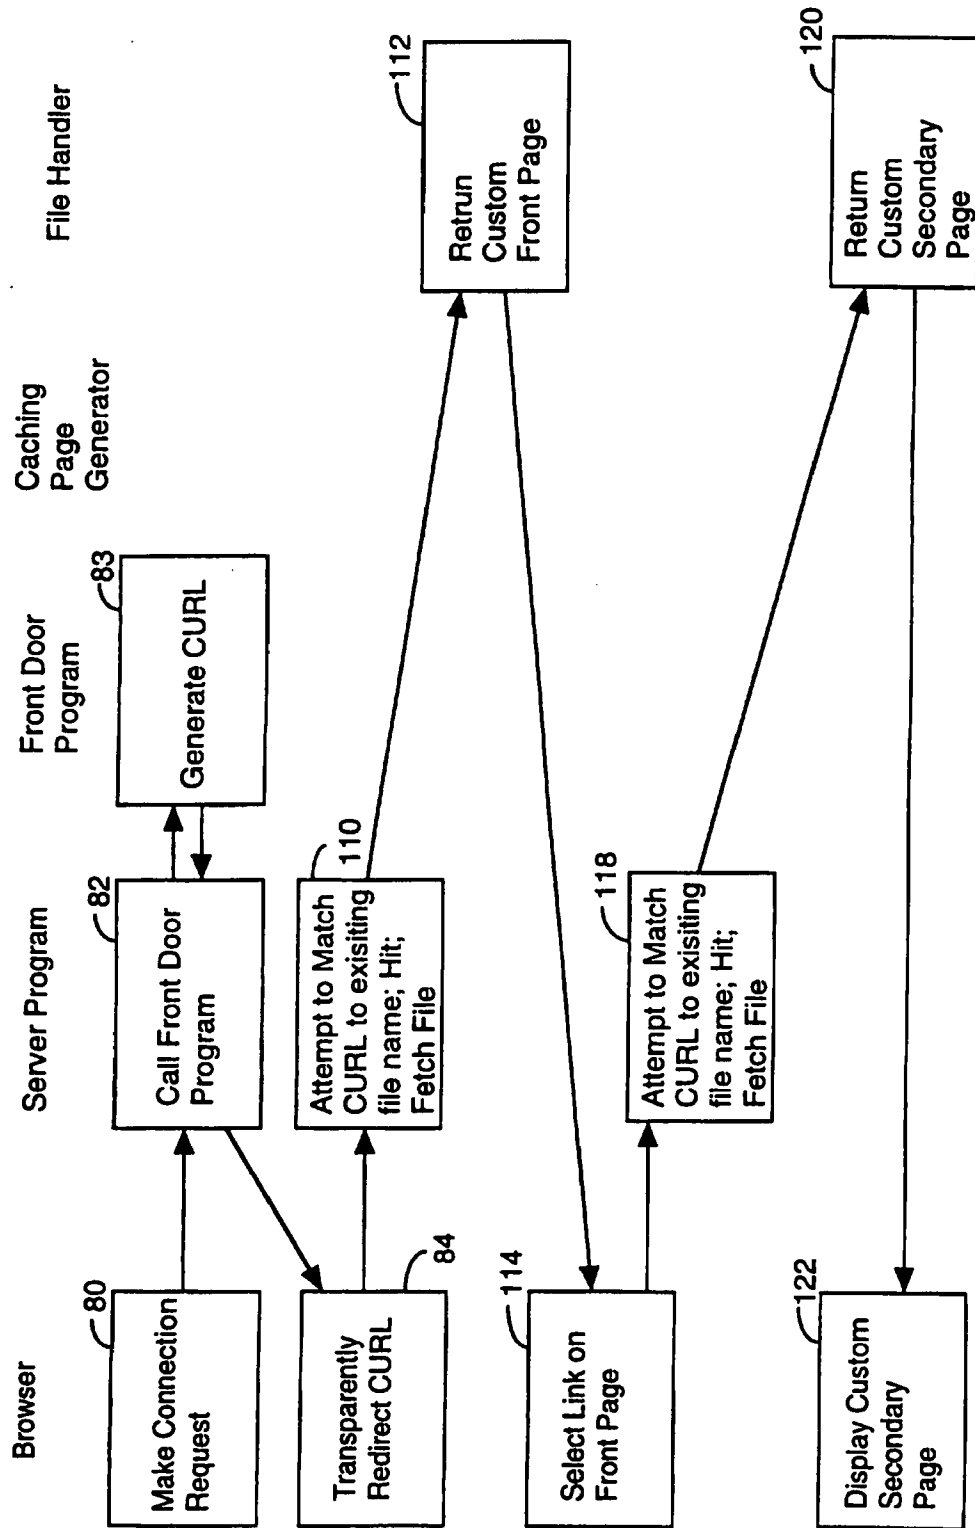 Browser
Server Program
Front Door
Program
Caching
Page
Generator
File Handler
80
Make Connection
Request
82
Call Front Door
Program
83
Generate CURL
84
Transparently
Redirect CURL
110
Attempt to Match
CURL to exisiting
file name; Hit;
Fetch File
112
Retrun
Custom
Front Page
114
Select Link on
Front Page
118
Attempt to Match
CURL to exisiting
file name; Hit;
Fetch File
120
Return
Custom
Secondary
Page
122
Display Custom
Secondary
Page